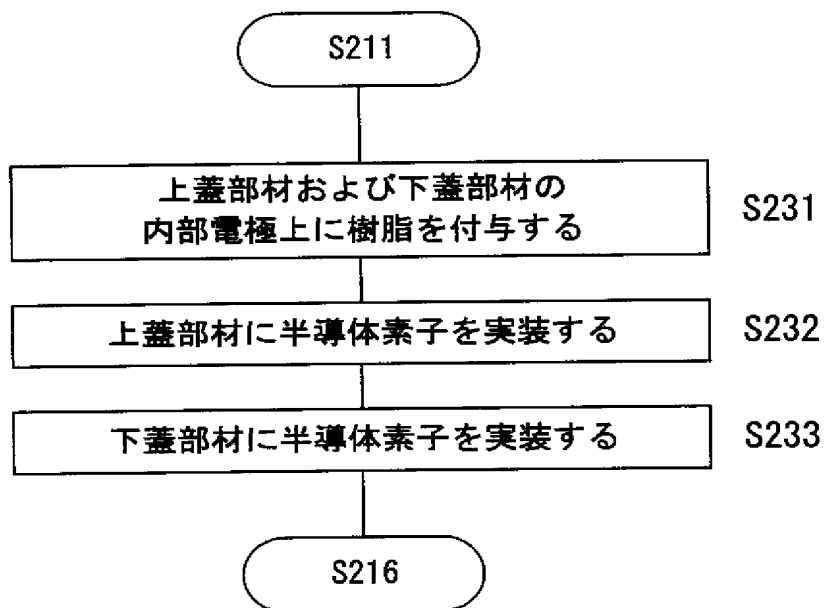 S211
上蓋部材および下蓋部材の
内部電極上に樹脂を付与する
S231
上蓋部材に半導体素子を実装する
S232
下蓋部材に半導体素子を実装する
S233
S216